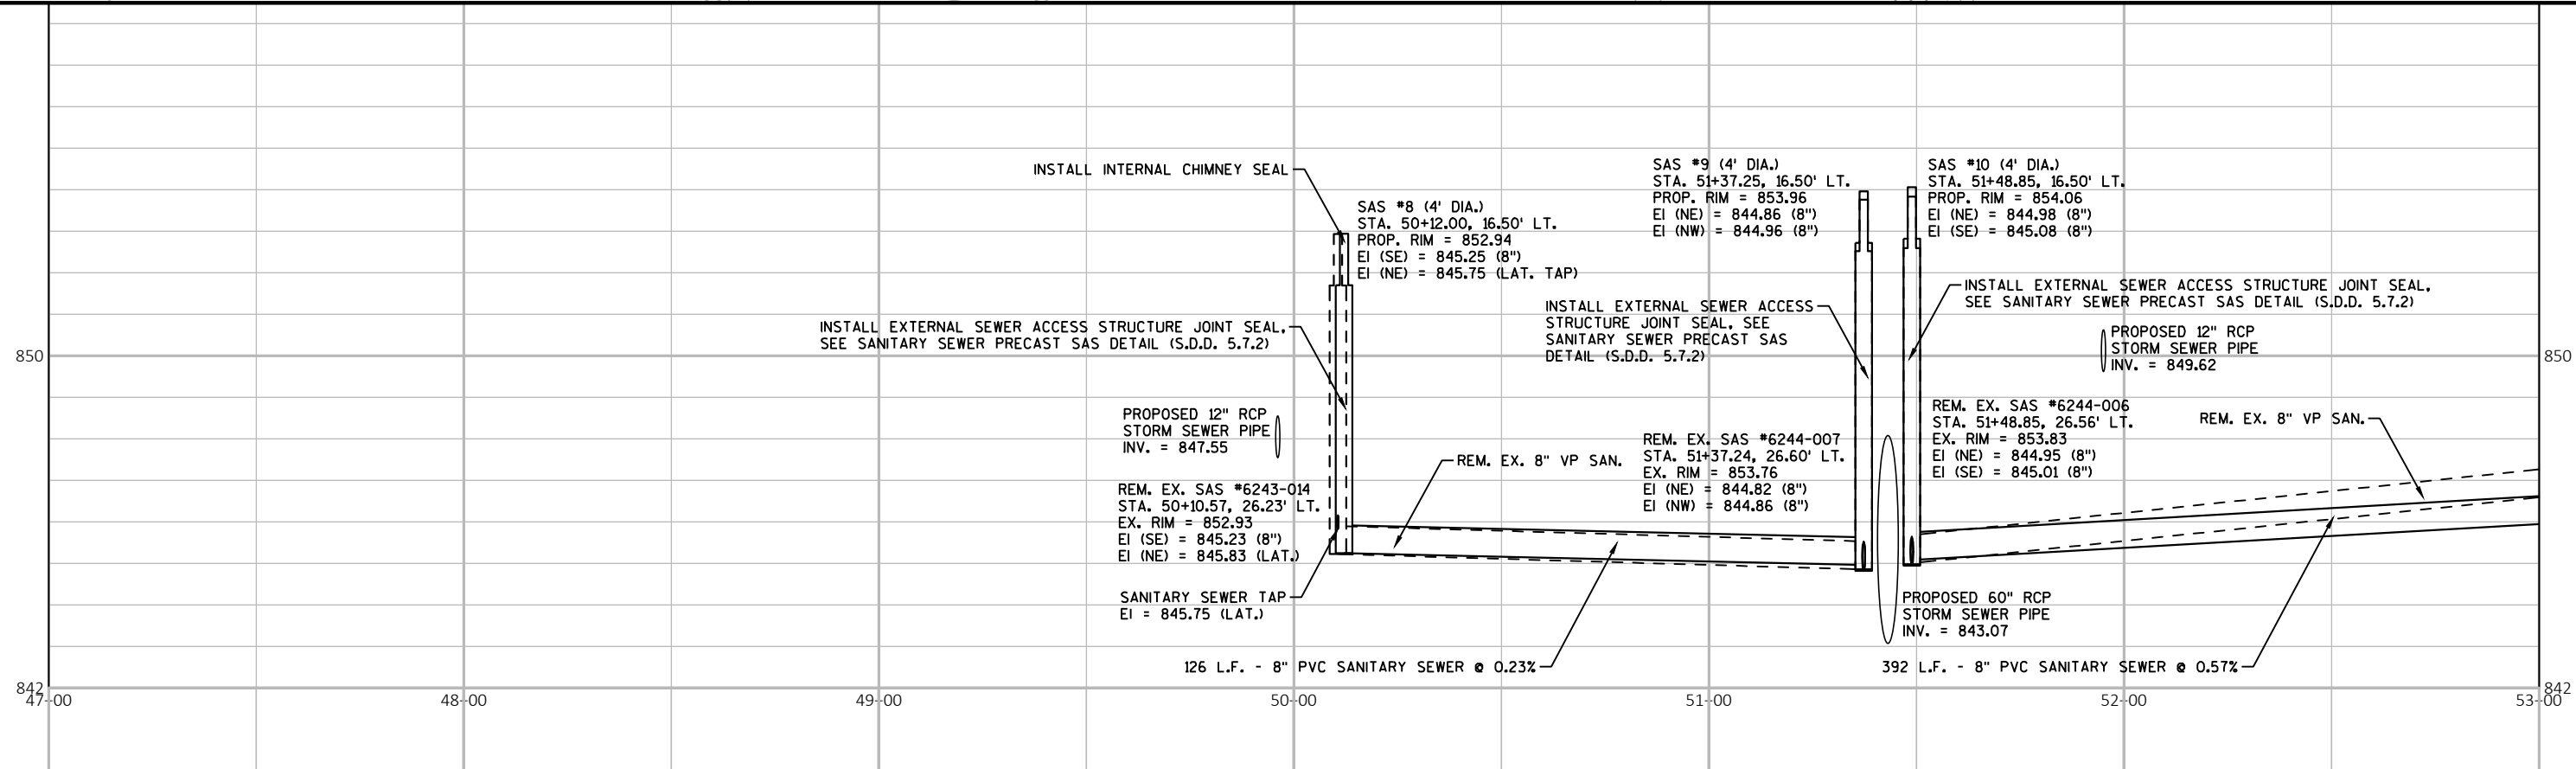 INSTALL INTERNAL CHIMNEY SEAL
SAS #8 (4' DIA.)
STA. 50+12.00, 16.50' LT.
PROP. RIM = 852.94
EI (SE) = 845.25 (8")
EI (NE) = 845.75 (LAT. TAP)
SAS #9 (4' DIA.)
STA. 51+37.25, 16.50' LT.
PROP. RIM = 853.96
EI (NE) = 844.86 (8")
EI (NW) = 844.96 (8")
SAS #10 (4' DIA.)
STA. 51+48.85, 16.50' LT.
PROP. RIM = 854.06
EI (NE) = 844.98 (8")
EI (SE) = 845.08 (8")
INSTALL EXTERNAL SEWER ACCESS STRUCTURE JOINT SEAL,
SEE SANITARY SEWER PRECAST SAS DETAIL (S.D.D. 5.7.2)
INSTALL EXTERNAL SEWER ACCESS
STRUCTURE JOINT SEAL, SEE
SANITARY SEWER PRECAST SAS
DETAIL (S.D.D. 5.7.2)
INSTALL EXTERNAL SEWER ACCESS STRUCTURE JOINT SEAL,
SEE SANITARY SEWER PRECAST SAS DETAIL (S.D.D. 5.7.2)
PROPOSED 12" RCP
STORM SEWER PIPE
INV. = 849.62
850
850
PROPOSED 12" RCP
STORM SEWER PIPE
INV. = 847.55
REM. EX. 8" VP SAN.
REM. EX. SAS #6244-007
STA. 51+37.24, 26.60' LT.
EX. RIM = 853.76
EI (NE) = 844.82 (8")
EI (NW) = 844.86 (8")
REM. EX. SAS #6244-006
STA. 51+48.85, 26.56' LT.
EX. RIM = 853.83
EI (NE) = 844.95 (8")
EI (SE) = 845.01 (8")
REM. EX. 8" VP SAN.
REM. EX. SAS #6243-014
STA. 50+10.57, 26.23' LT.
EX. RIM = 852.93
EI (SE) = 845.23 (8")
EI (NE) = 845.83 (LAT.)
SANITARY SEWER TAP
EI = 845.75 (LAT.)
PROPOSED 60" RCP
STORM SEWER PIPE
INV. = 843.07
126 L.F. - 8" PVC SANITARY SEWER @ 0.23%
392 L.F. - 8" PVC SANITARY SEWER @ 0.57%
842
842
47+00
48+00
49+00
50+00
51+00
52+00
53+00